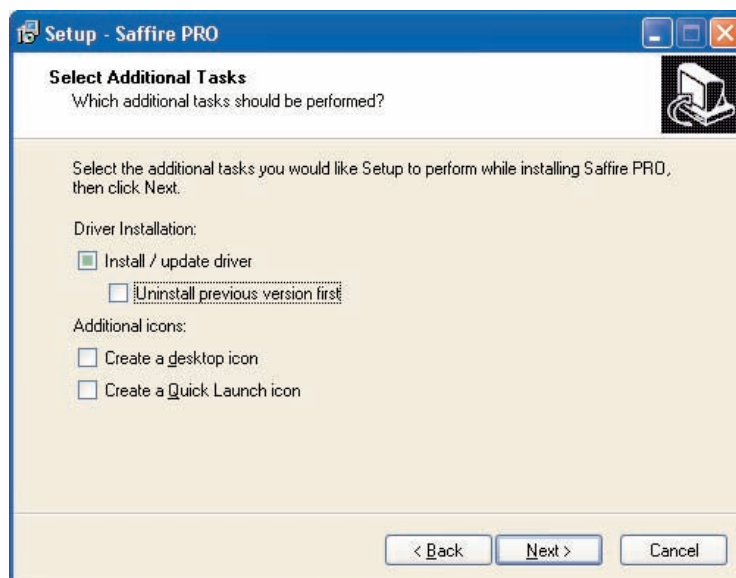 Setup - Saffire PRO
Select Additional Tasks
Which additional tasks should be performed?
Select the additional tasks you would like Setup to perform while installing Saffire PRO,
then click Next.
Driver Installation:
Install / update driver
Uninstall previous version first
Additional icons:
Create a desktop icon
Create a Quick Launch icon
< Back
Next >
Cancel